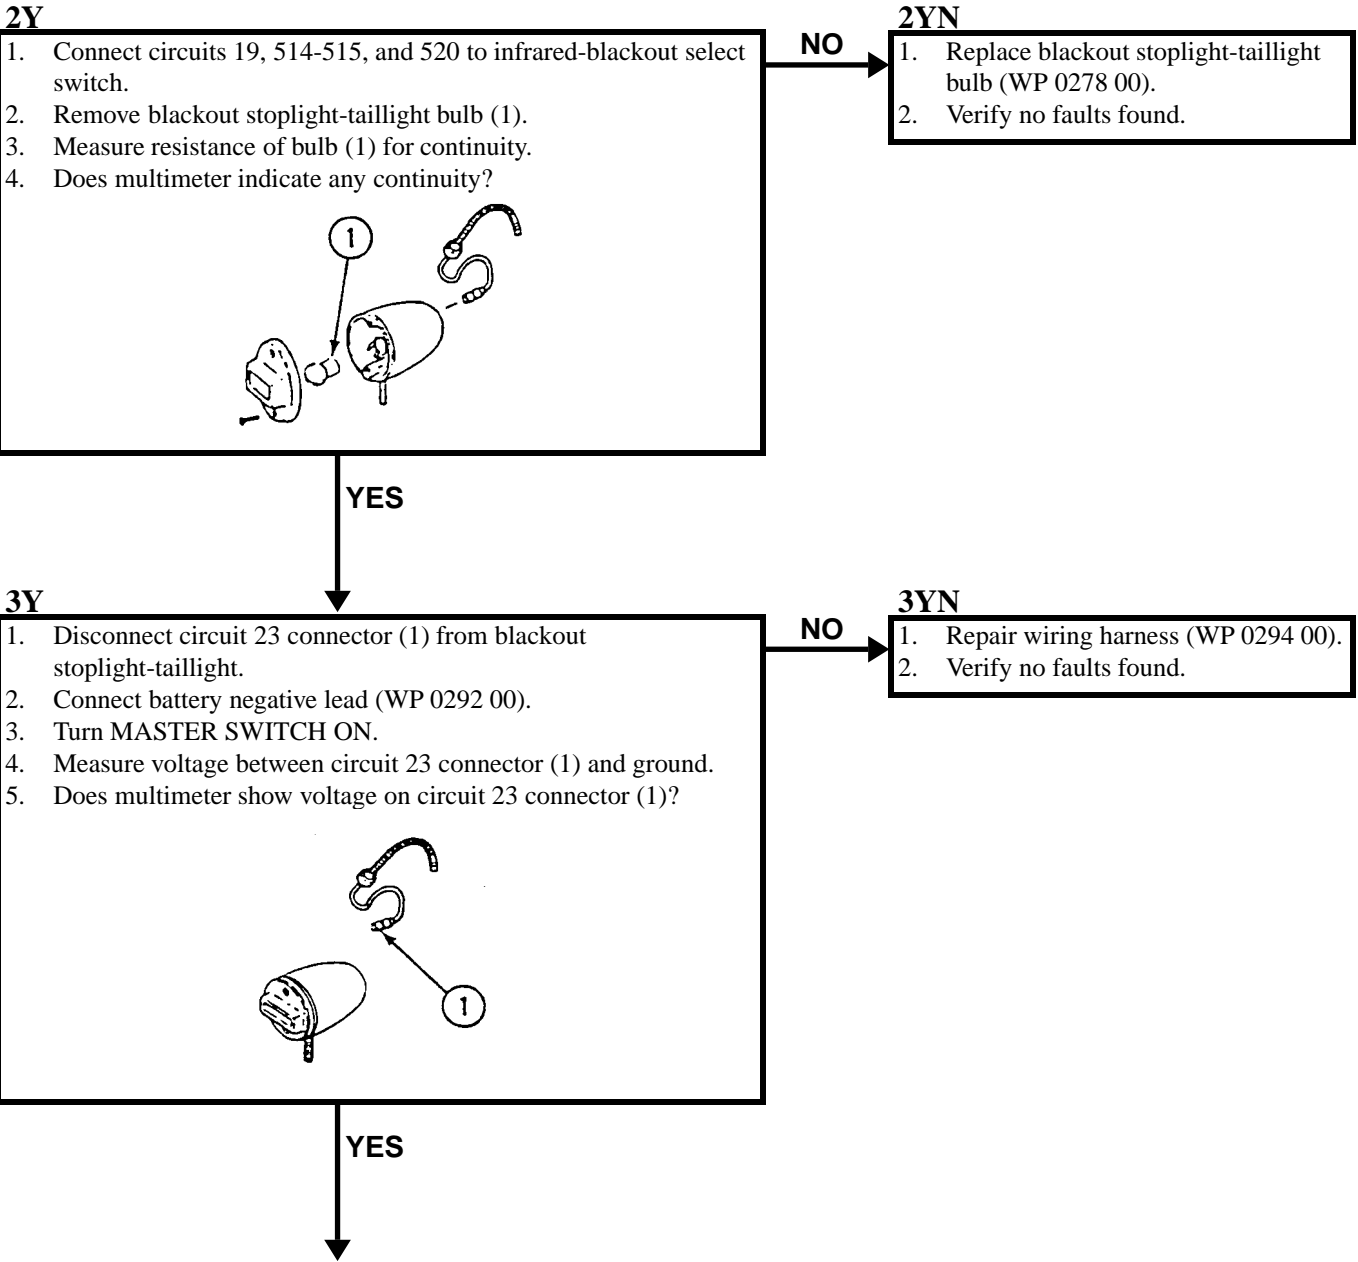 2Y
1. Connect circuits 19, 514-515, and 520 to infrared-blackout select
switch.
2. Remove blackout stoplight-taillight bulb (1).
3. Measure resistance of bulb (1) for continuity.
4. Does multimeter indicate any continuity?
1
NO
2YN
1. Replace blackout stoplight-taillight
bulb (WP 0278 00).
2. Verify no faults found.
YES
3Y
1. Disconnect circuit 23 connector (1) from blackout
stoplight-taillight.
2. Connect battery negative lead (WP 0292 00).
3. Turn MASTER SWITCH ON.
4. Measure voltage between circuit 23 connector (1) and ground.
5. Does multimeter show voltage on circuit 23 connector (1)?
1
NO
3YN
1. Repair wiring harness (WP 0294 00).
2. Verify no faults found.
YES